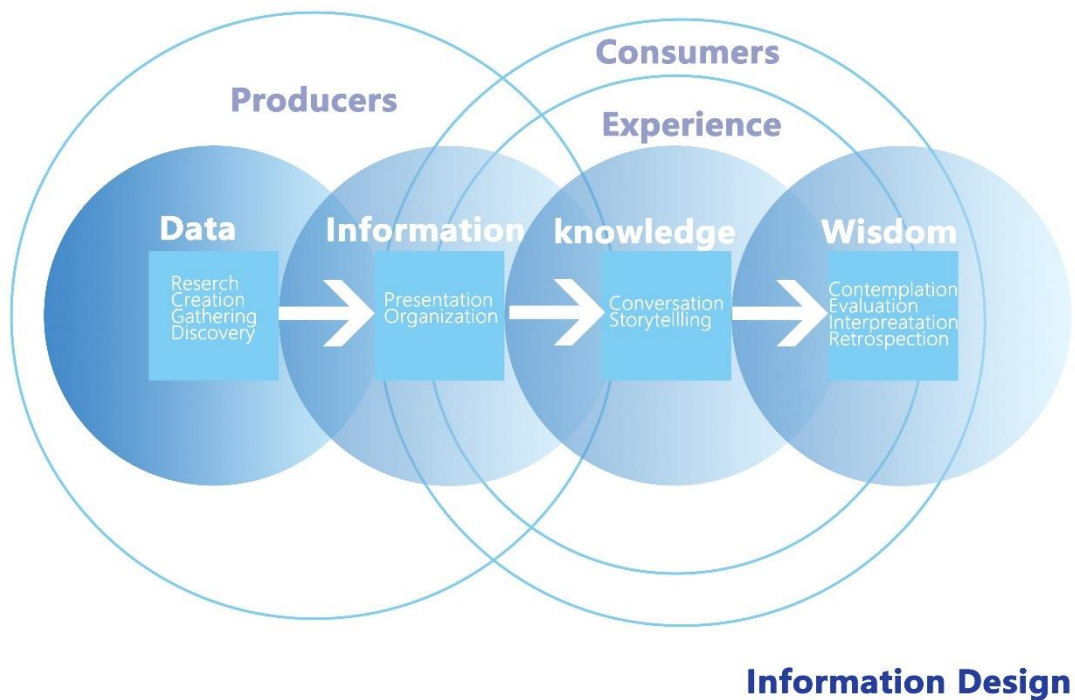 Consumers
Producers
Experience
Data
Information
knowledge
Wisdom
Reserch
Creation
Gathering
Discovery
Presentation
Organization
Conversation
Storytellling
Contemplation
Evaluation
Interpreatation
Retrospection
Information Design